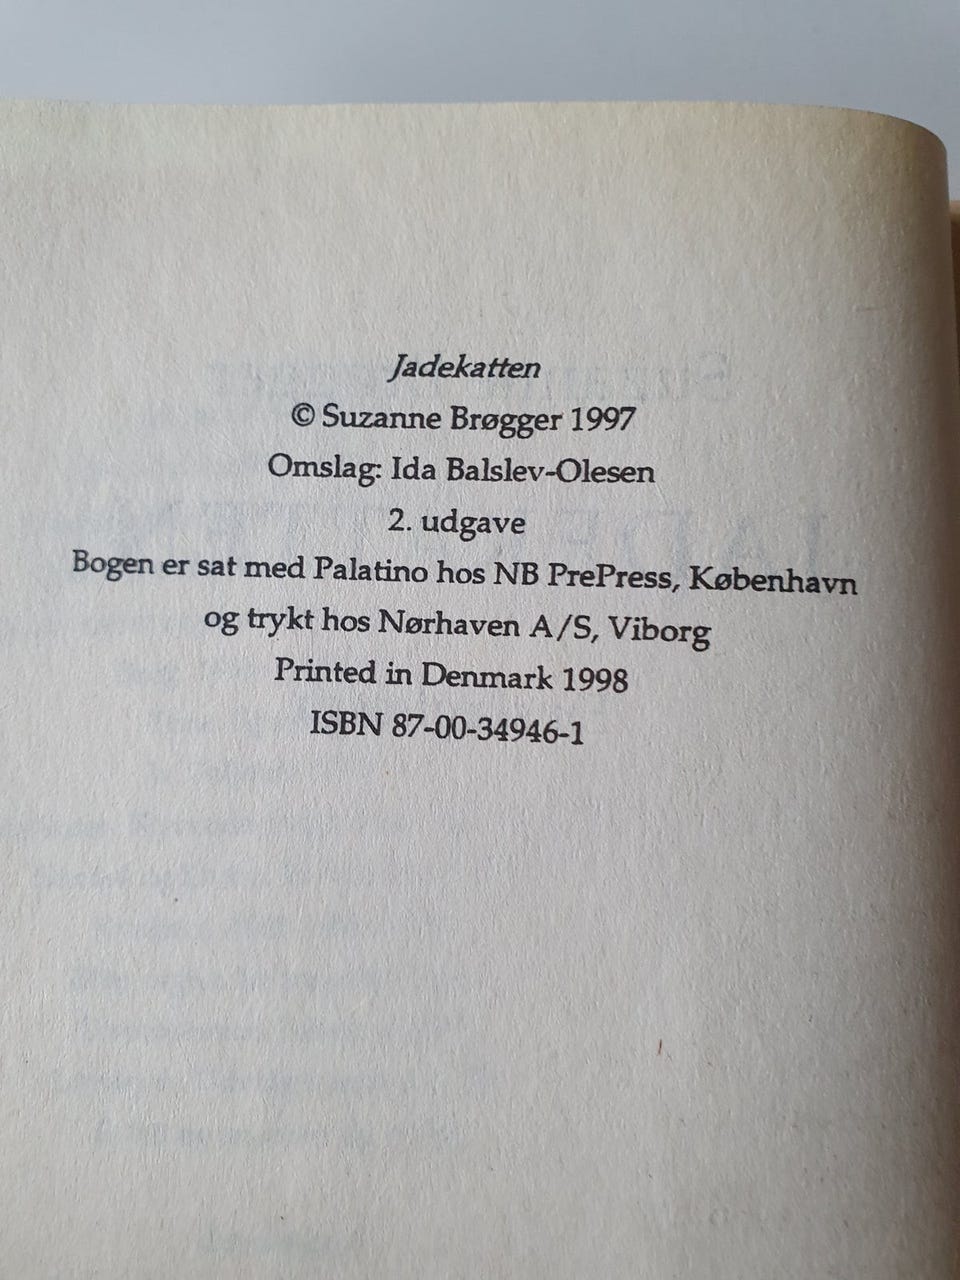 Jadekatten
© Suzanne Brøgger 1997
Omslag: Ida Balslev-Olesen
2. udgave
Bogen er sat med Palatino hos NB PrePress, København
og trykt hos Nørhaven A/S, Viborg
Printed in Denmark 1998
ISBN 87-00-34946-1